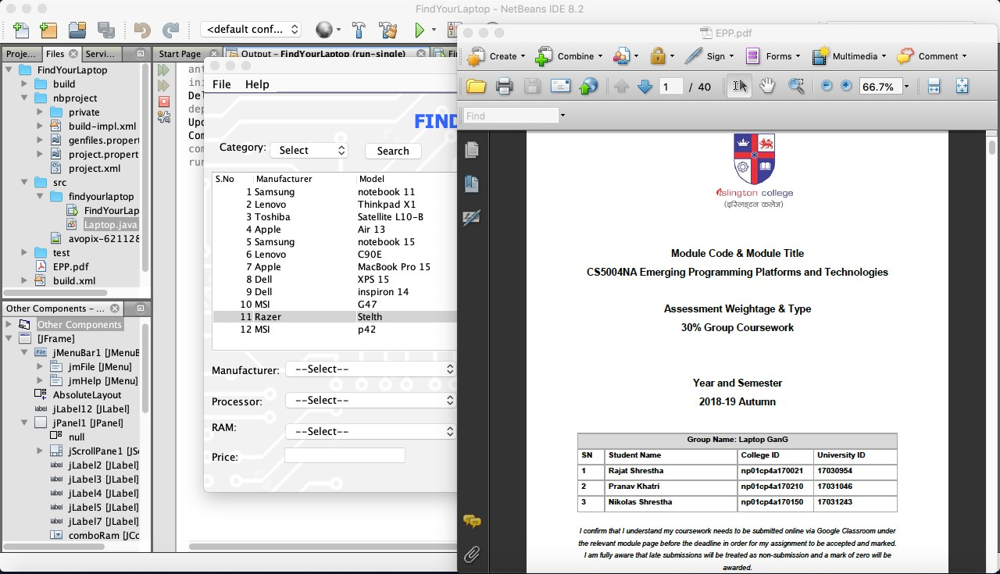 FindYourLaptop - NetBeans IDE 8.2
<default conf...
Proje...
Files
Servi...
Start Page
Output - FindYourLaptop (run-single)
Fi
FindYourLaptop
build
nbproject
private
build-impl.xml
genfiles.propert
project.propert
project.xml
src
findyourlaptop
FindYourLap
Laptop.java
avopix-621128
test
EPP.pdf
build.xml
Other Components - ...
Other Components
[JFrame]
jMenuBar1 [JMenuB
jmFile [JMenu]
jmHelp [JMenu]
AbsoluteLayout
jLabel12 [JLabel]
jPanel1 [JPanel]
null
jScrollPane1 [JSc
jLabel2 [JLabel]
jLabel3 [JLabel]
jLabel4 [JLabel]
jLabel5 [JLabel]
jLabel7 [JLabel]
comboRam [JCo
ant
ini
Del
dep
Upd
Com
com
run
File Help
FIND
Category: Select Search
S.No Manufacturer Model
1 Samsung notebook 11
2 Lenovo Thinkpad X1
3 Toshiba Satellite L10-B
4 Apple Air 13
5 Samsung notebook 15
6 Lenovo C90E
7 Apple MacBook Pro 15
8 Dell XPS 15
9 Dell inspiron 14
10 MSI G47
11 Razer Stelth
12 MSI p42
Manufacturer: --Select--
Processor: --Select--
RAM: --Select--
Price:
EPP.pdf
Create Combine Sign Forms Multimedia Comment
1 / 40 66.7%
Find
islington college
(इस्लिङ्टन कलेज)
Module Code & Module Title
CS5004NA Emerging Programming Platforms and Technologies
Assessment Weightage & Type
30% Group Coursework
Year and Semester
2018-19 Autumn
Group Name: Laptop GanG
SN Student Name College ID University ID
1 Rajat Shrestha np01cp4a170021 17030954
2 Pranav Khatri np01cp4a170210 17031046
3 Nikolas Shrestha np01cp4a170150 17031243
I confirm that I understand my coursework needs to be submitted online via Google Classroom under
the relevant module page before the deadline in order for my assignment to be accepted and marked.
I am fully aware that late submissions will be treated as non-submission and a mark of zero will be
awarded.